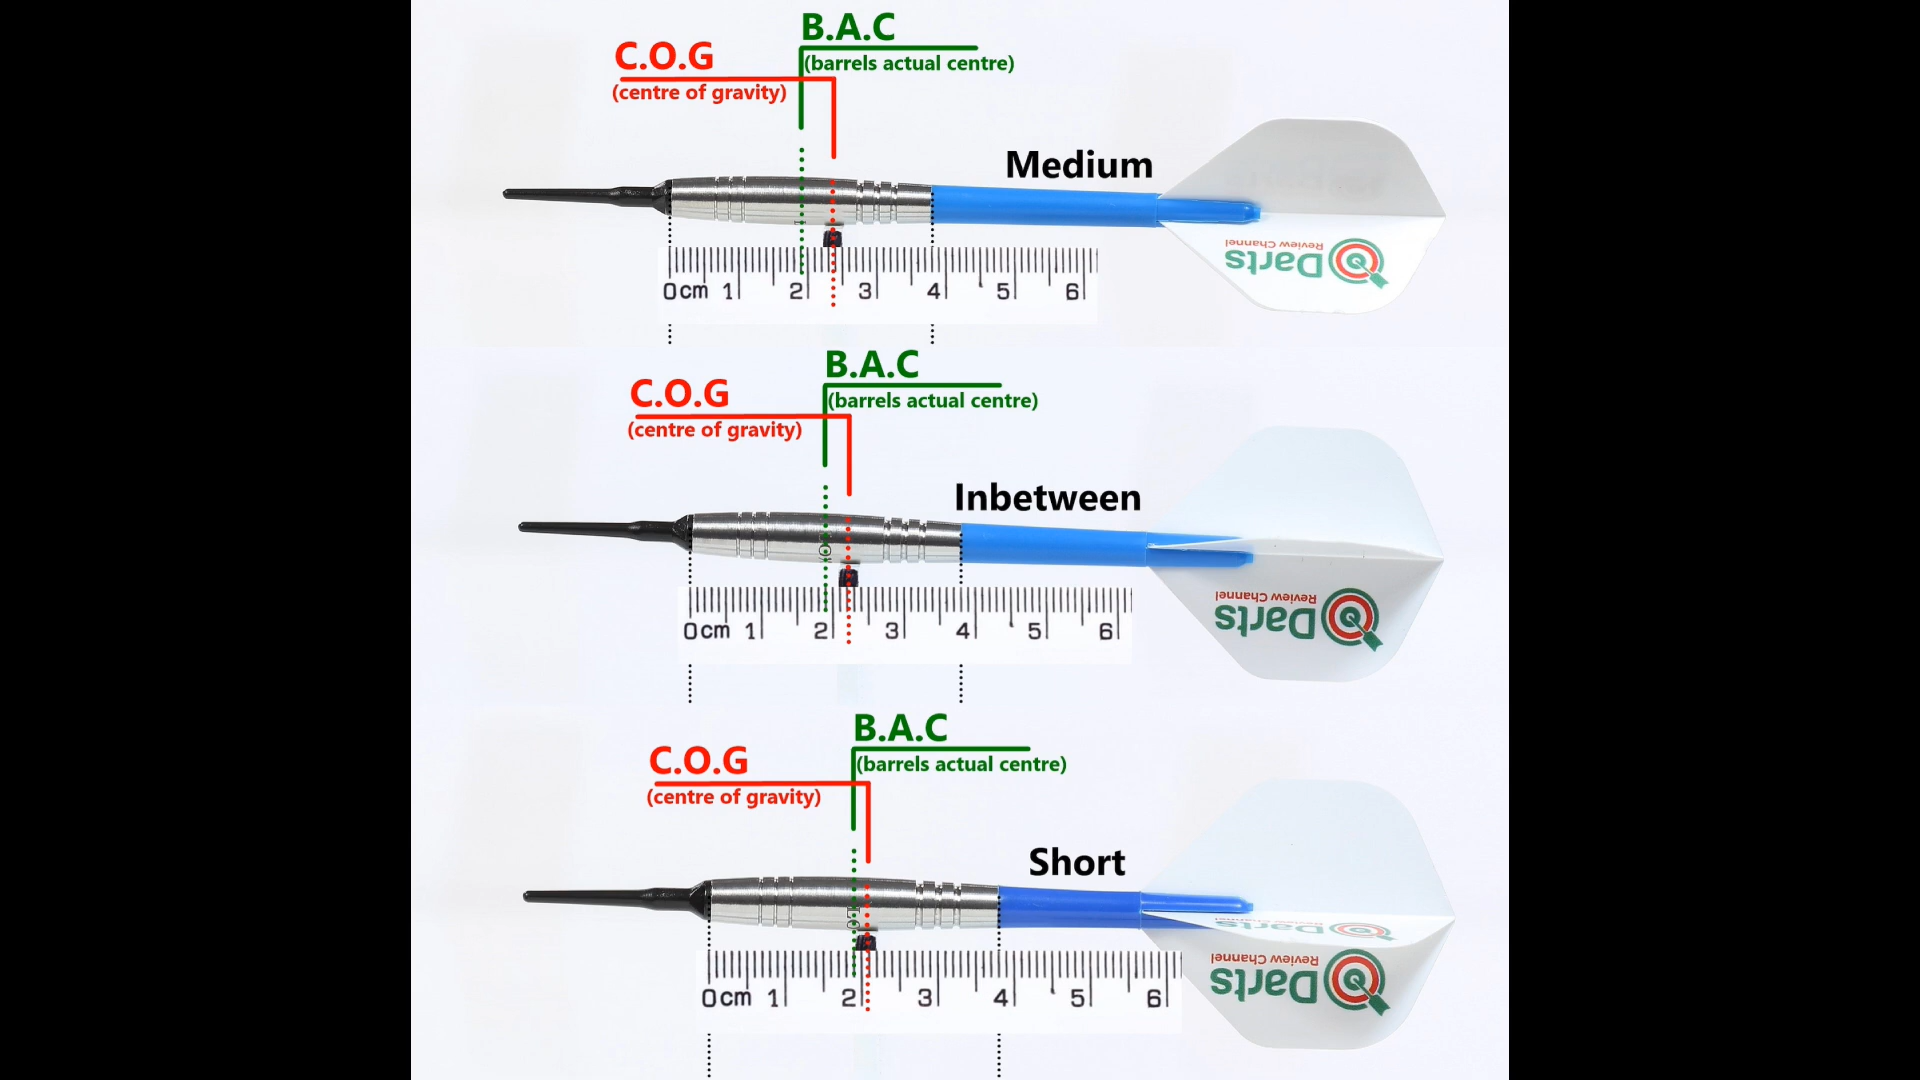 B.A.C
(barrels actual centre)
C.O.G
(centre of gravity)
Medium
Review Channel
Darts
0cm 1 2 3 4 5 6
B.A.C
(barrels actual centre)
C.O.G
(centre of gravity)
Inbetween
Review Channel
Darts
0cm 1 2 3 4 5 6
B.A.C
(barrels actual centre)
C.O.G
(centre of gravity)
Short
Darts
Review Channel
Darts
0cm 1 2 3 4 5 6